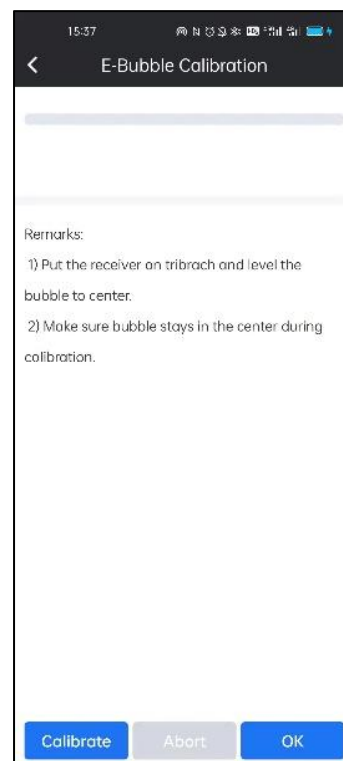 15:37
E-Bubble Calibration
Remarks:
1) Put the receiver on tribrach and level the
bubble to center.
2) Make sure bubble stays in the center during
calibration.
Calibrate
Abort
OK